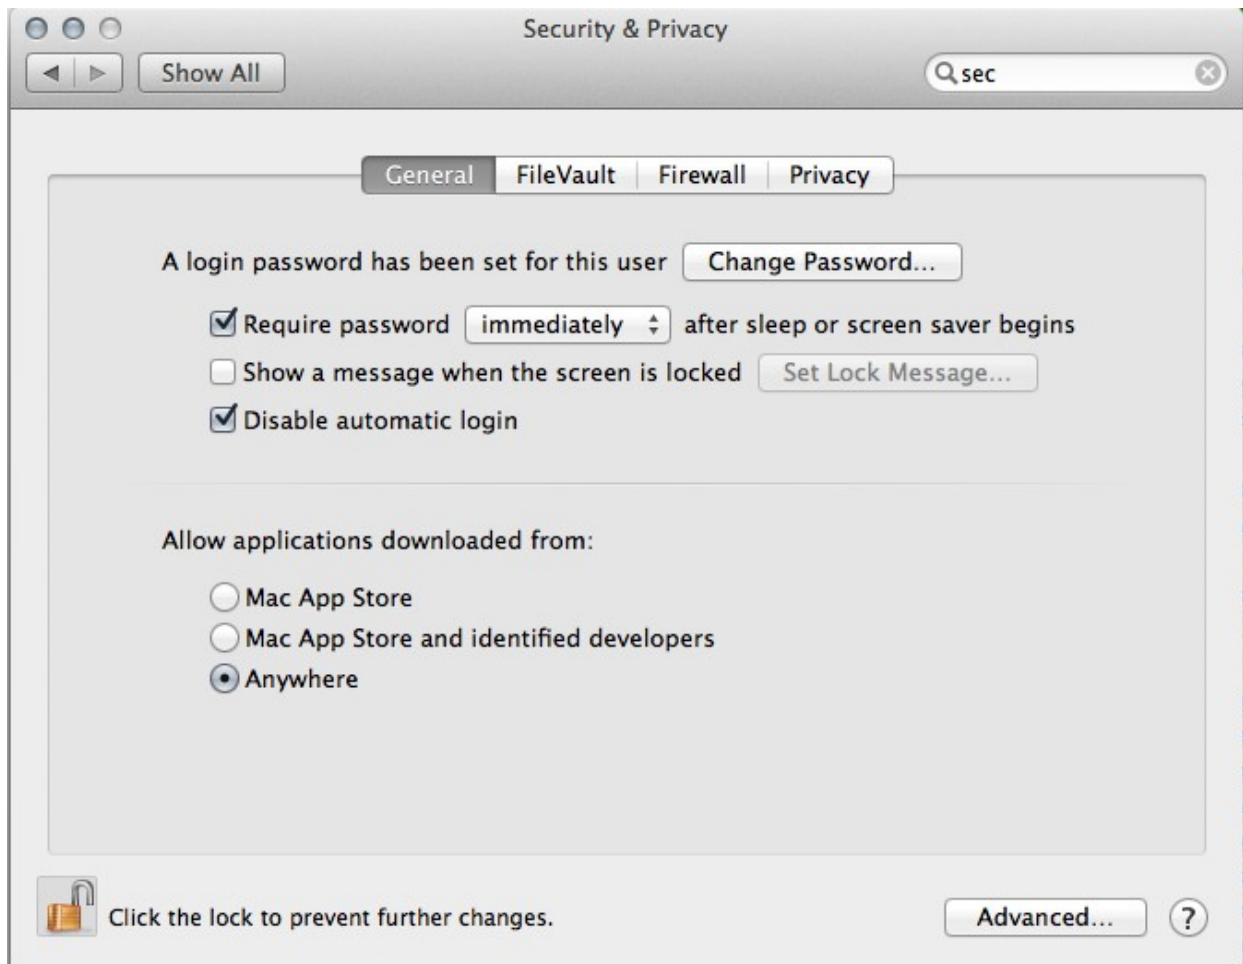 Security & Privacy
Show All
sec
General FileVault Firewall Privacy
A login password has been set for this user Change Password...
Require password immediately after sleep or screen saver begins
Show a message when the screen is locked Set Lock Message...
Disable automatic login
Allow applications downloaded from:
Mac App Store
Mac App Store and identified developers
Anywhere
Click the lock to prevent further changes. Advanced... ?